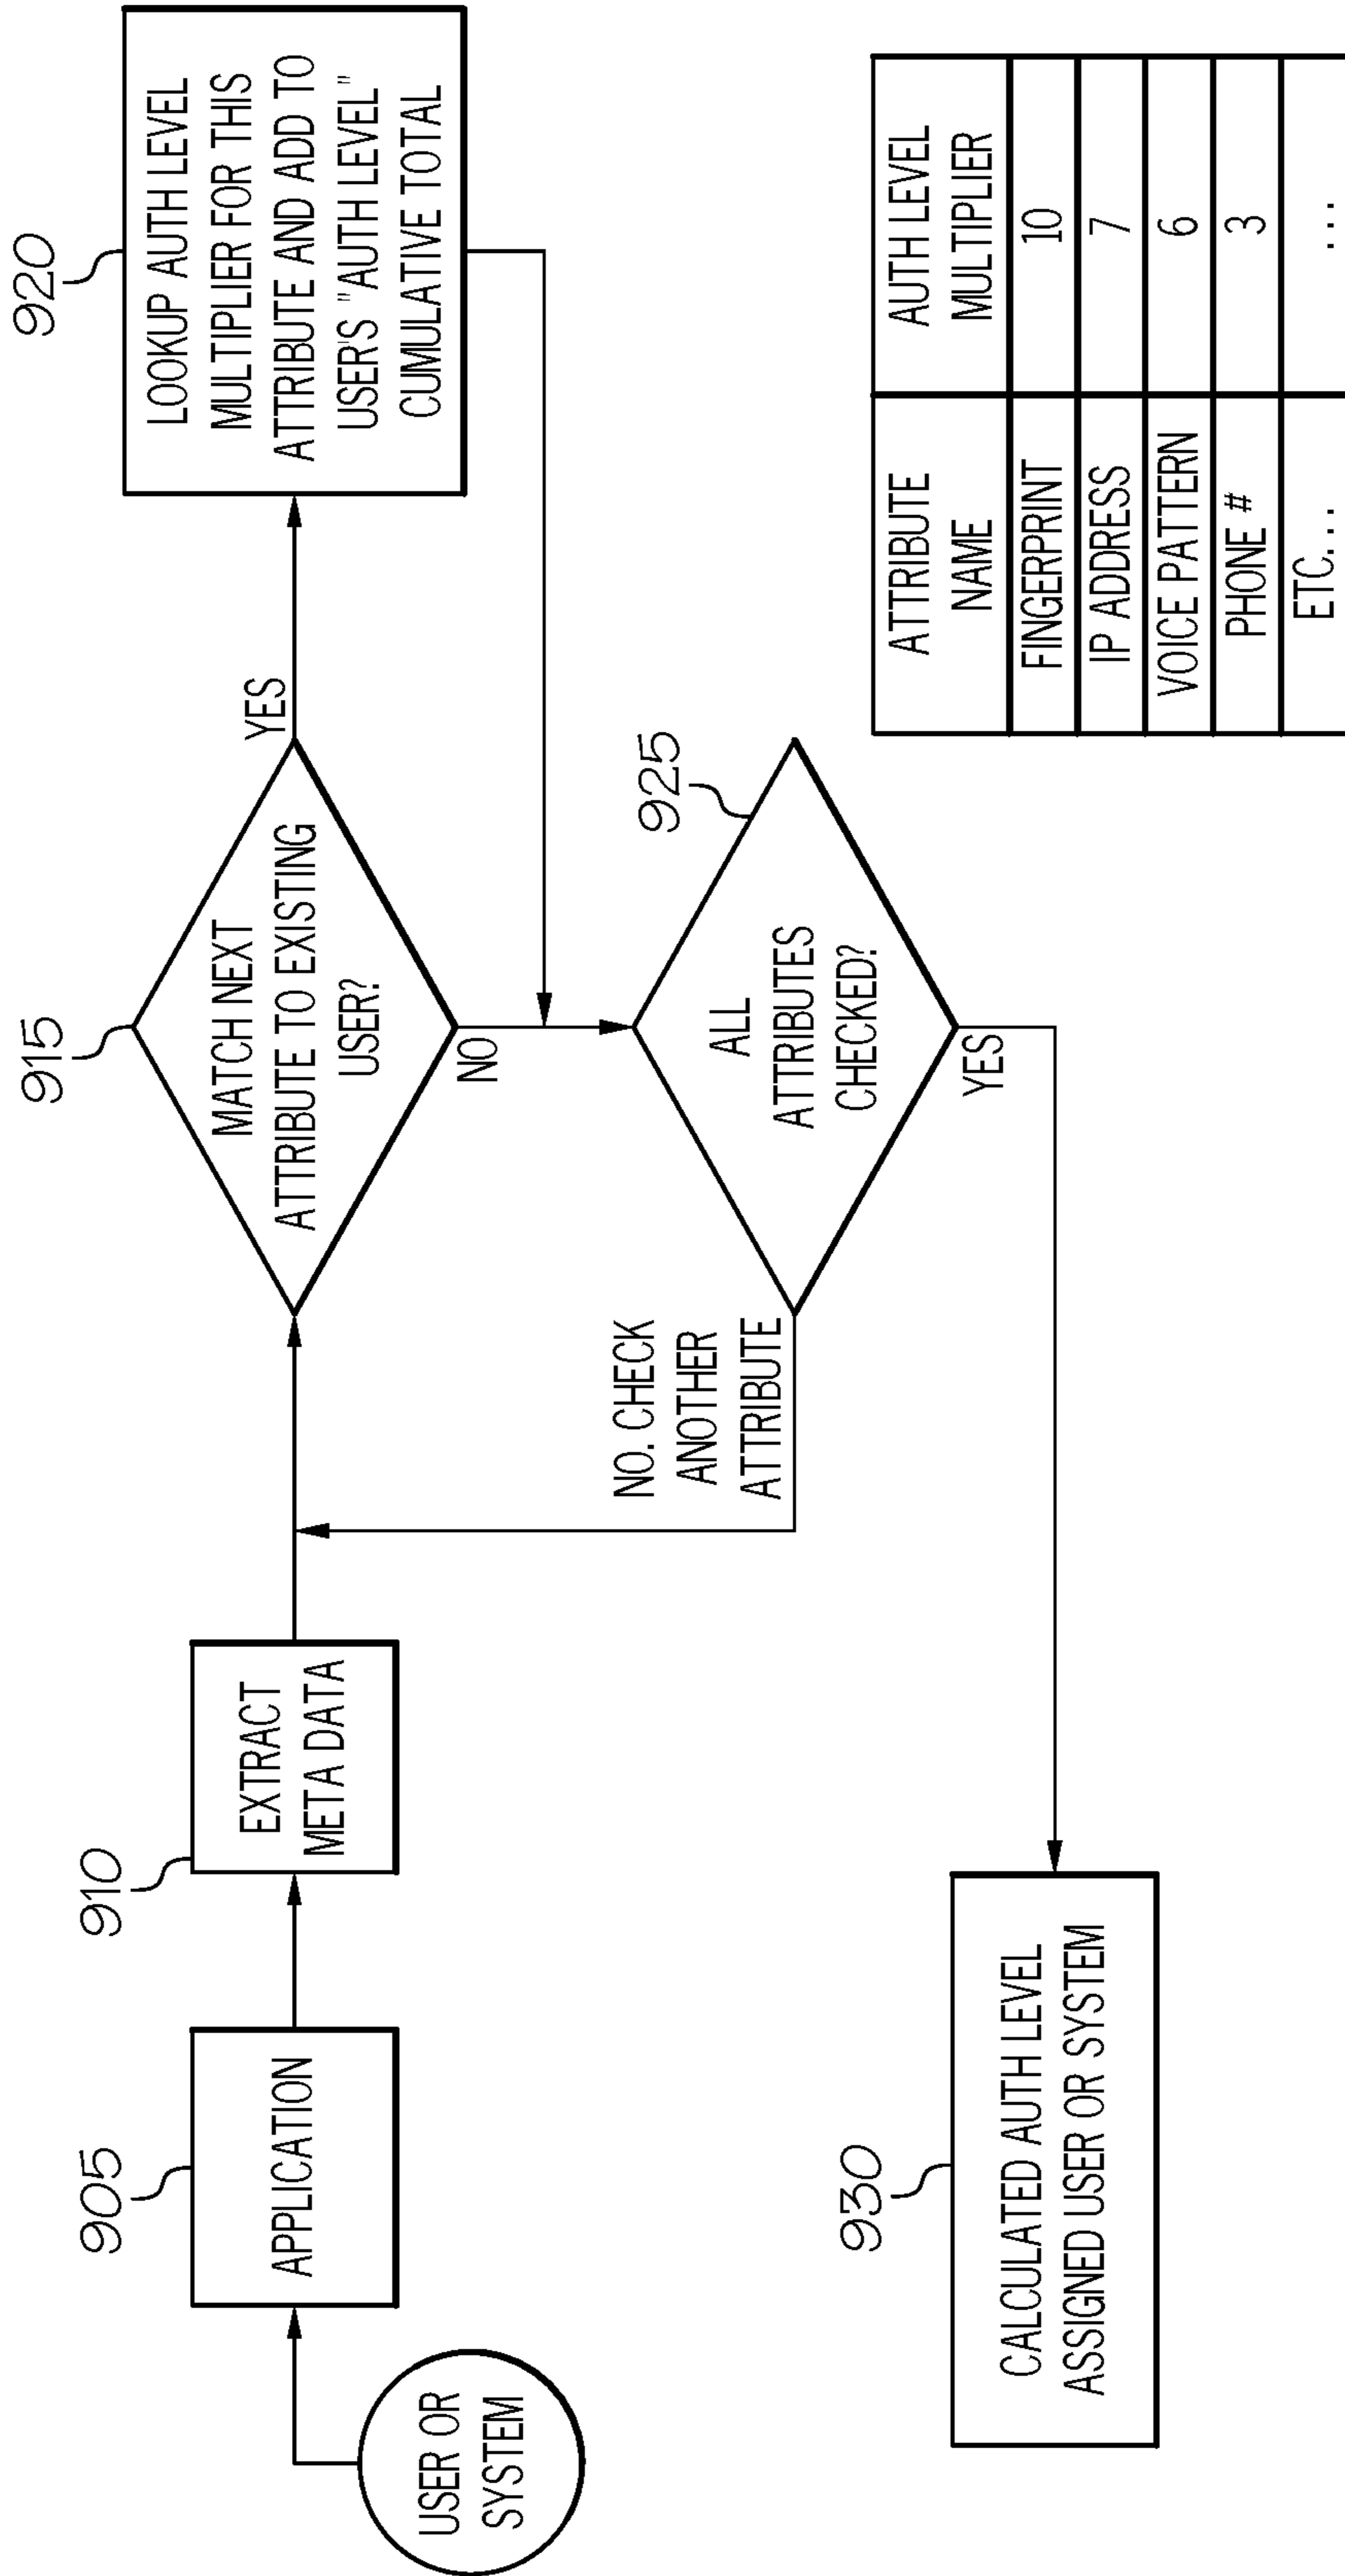 USER OR
SYSTEM
905
APPLICATION
910
EXTRACT
META DATA
915
MATCH NEXT
ATTRIBUTE TO EXISTING
USER?
YES
NO
920
LOOKUP AUTH LEVEL
MULTIPLIER FOR THIS
ATTRIBUTE AND ADD TO
USER'S "AUTH LEVEL"
CUMULATIVE TOTAL
925
ALL
ATTRIBUTES
CHECKED?
NO. CHECK
ANOTHER
ATTRIBUTE
YES
930
CALCULATED AUTH LEVEL
ASSIGNED USER OR SYSTEM
ATTRIBUTE
NAME
AUTH LEVEL
MULTIPLIER
FINGERPRINT
10
IP ADDRESS
7
VOICE PATTERN
6
PHONE #
3
ETC...
...